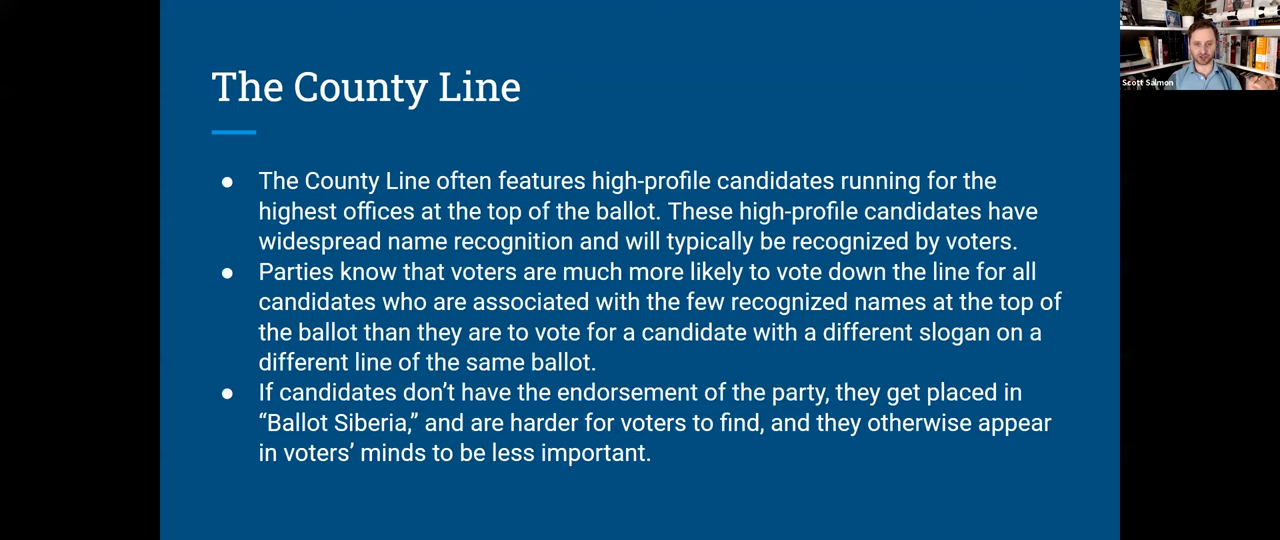 The County Line
● The County Line often features high-profile candidates running for the
highest offices at the top of the ballot. These high-profile candidates have
widespread name recognition and will typically be recognized by voters.
● Parties know that voters are much more likely to vote down the line for all
candidates who are associated with the few recognized names at the top of
the ballot than they are to vote for a candidate with a different slogan on a
different line of the same ballot.
● If candidates don’t have the endorsement of the party, they get placed in
“Ballot Siberia,” and are harder for voters to find, and they otherwise appear
in voters’ minds to be less important.
Scott Salmon